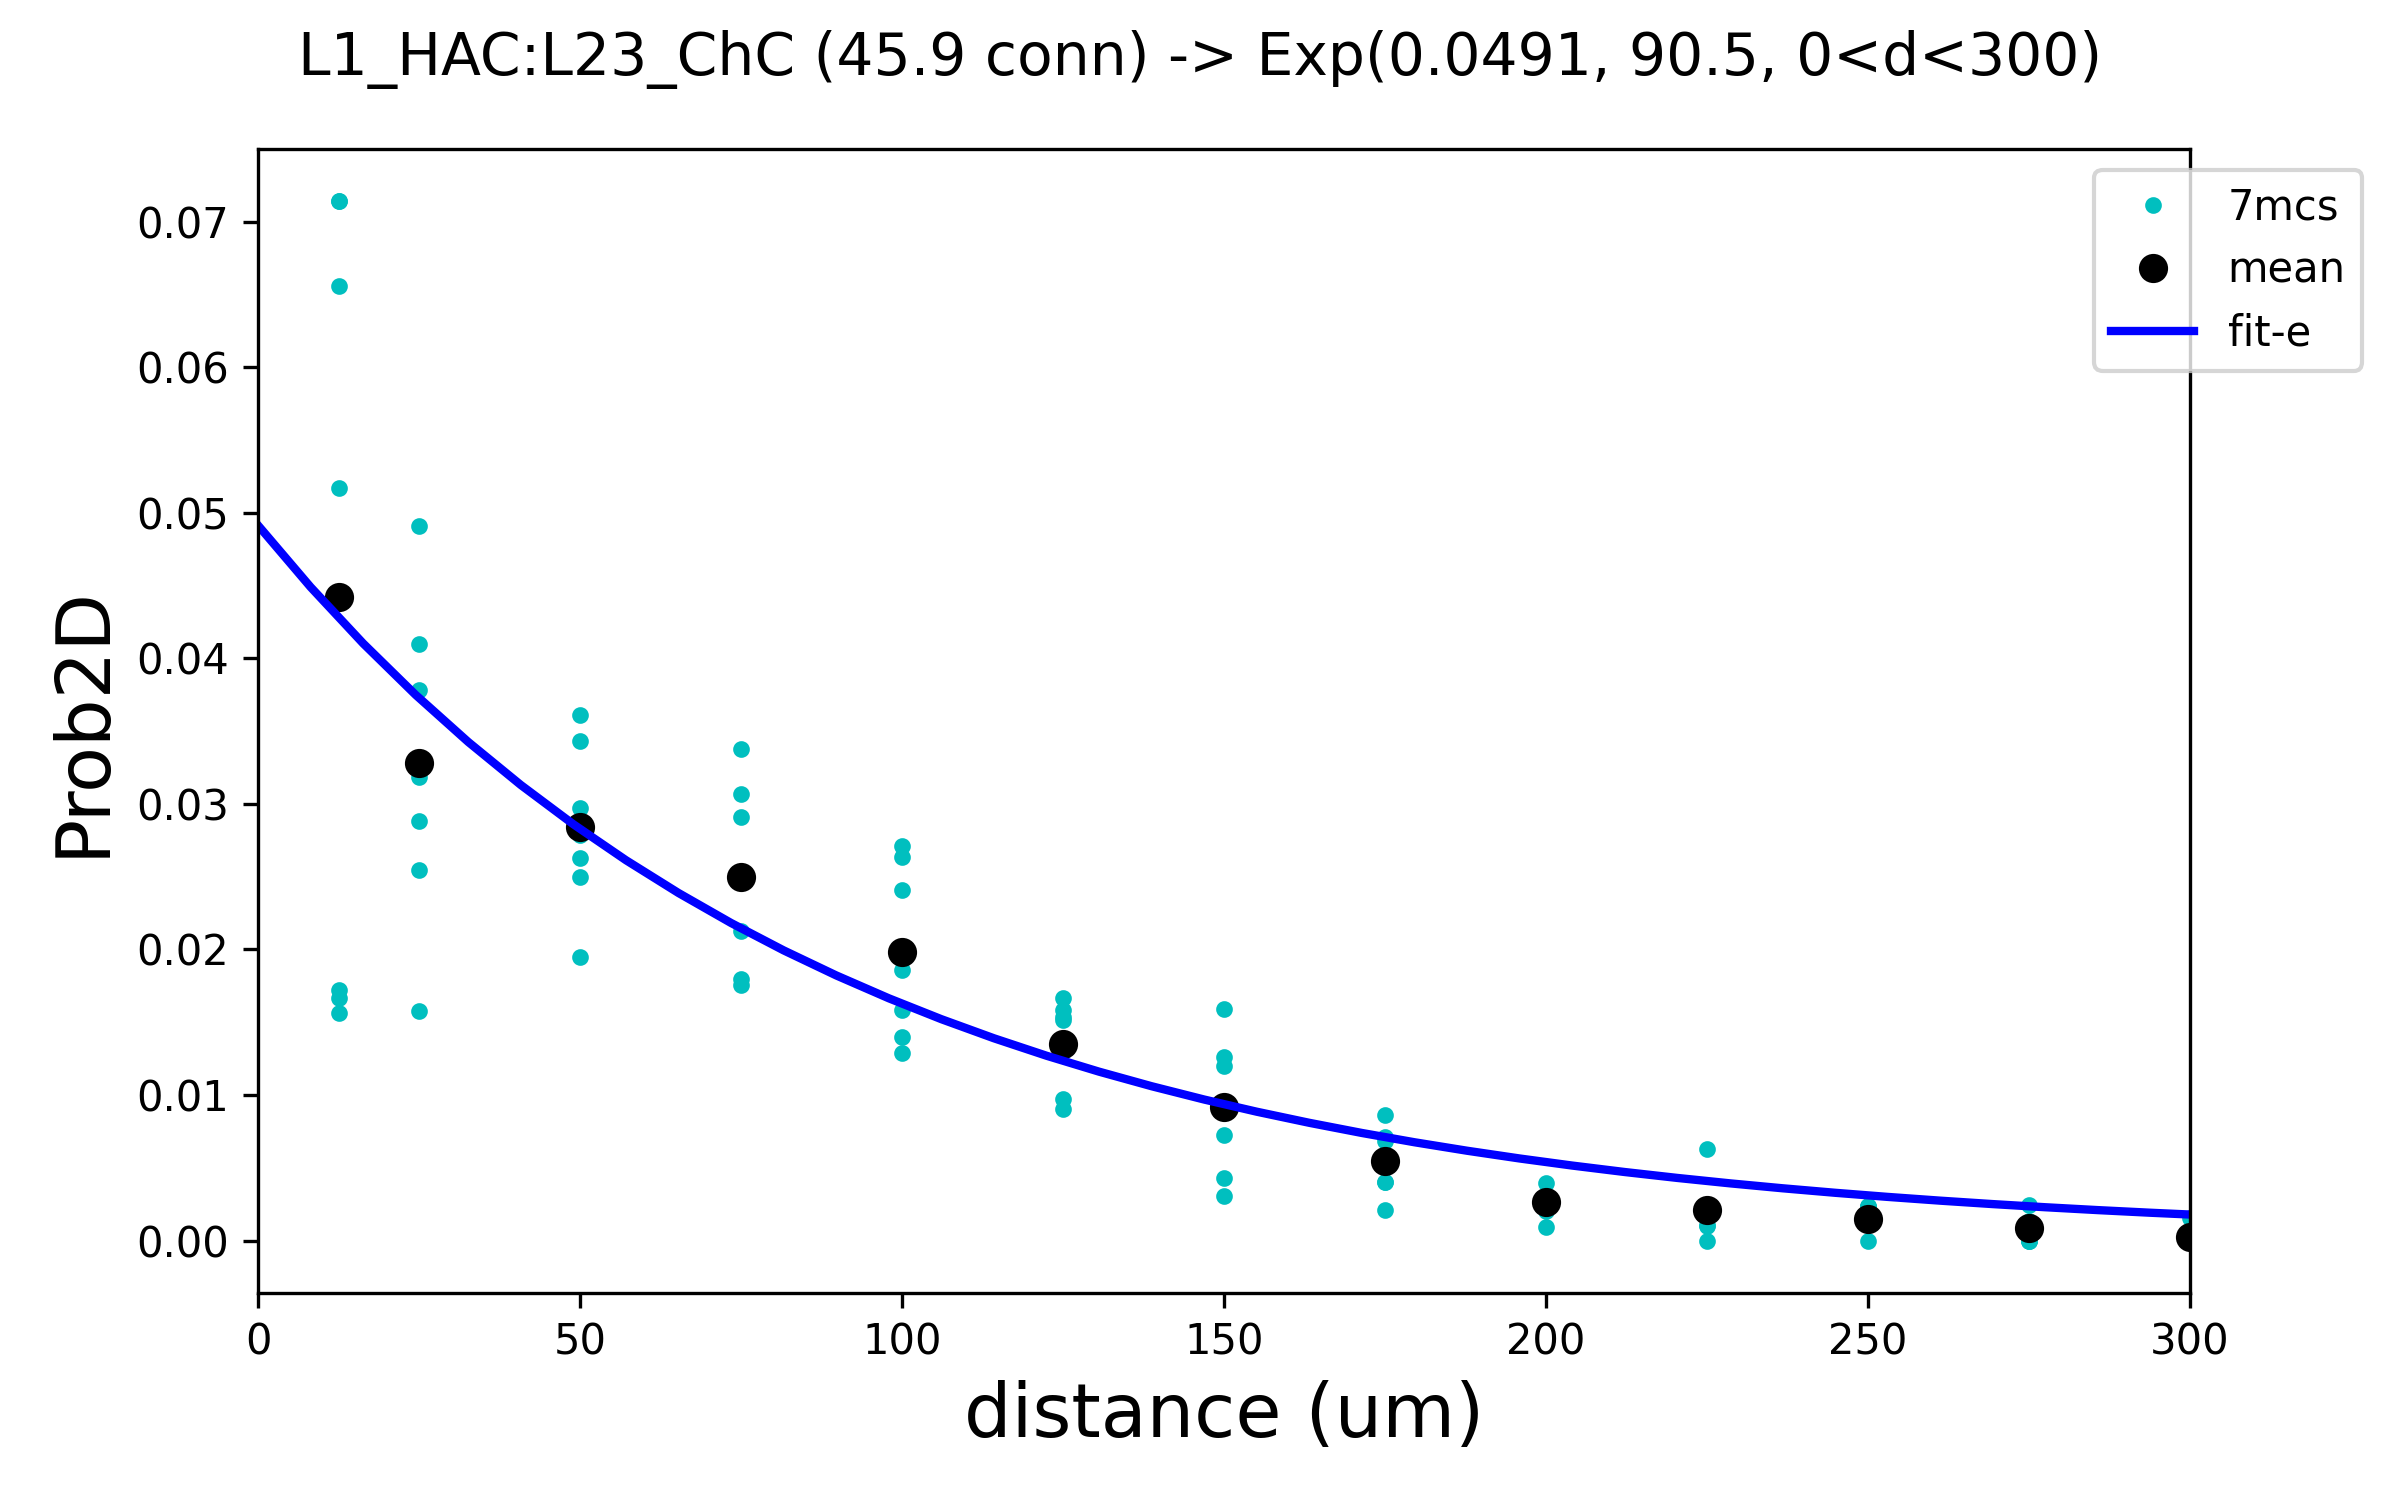 L1_HAC:L23_ChC (45.9 conn) -> Exp(0.0491, 90.5, 0<d<300)
7mcs
mean
fit-e
Prob2D
0.07
0.06
0.05
0.04
0.03
0.02
0.01
0.00
0 50 100 150 200 250 300
distance (um)